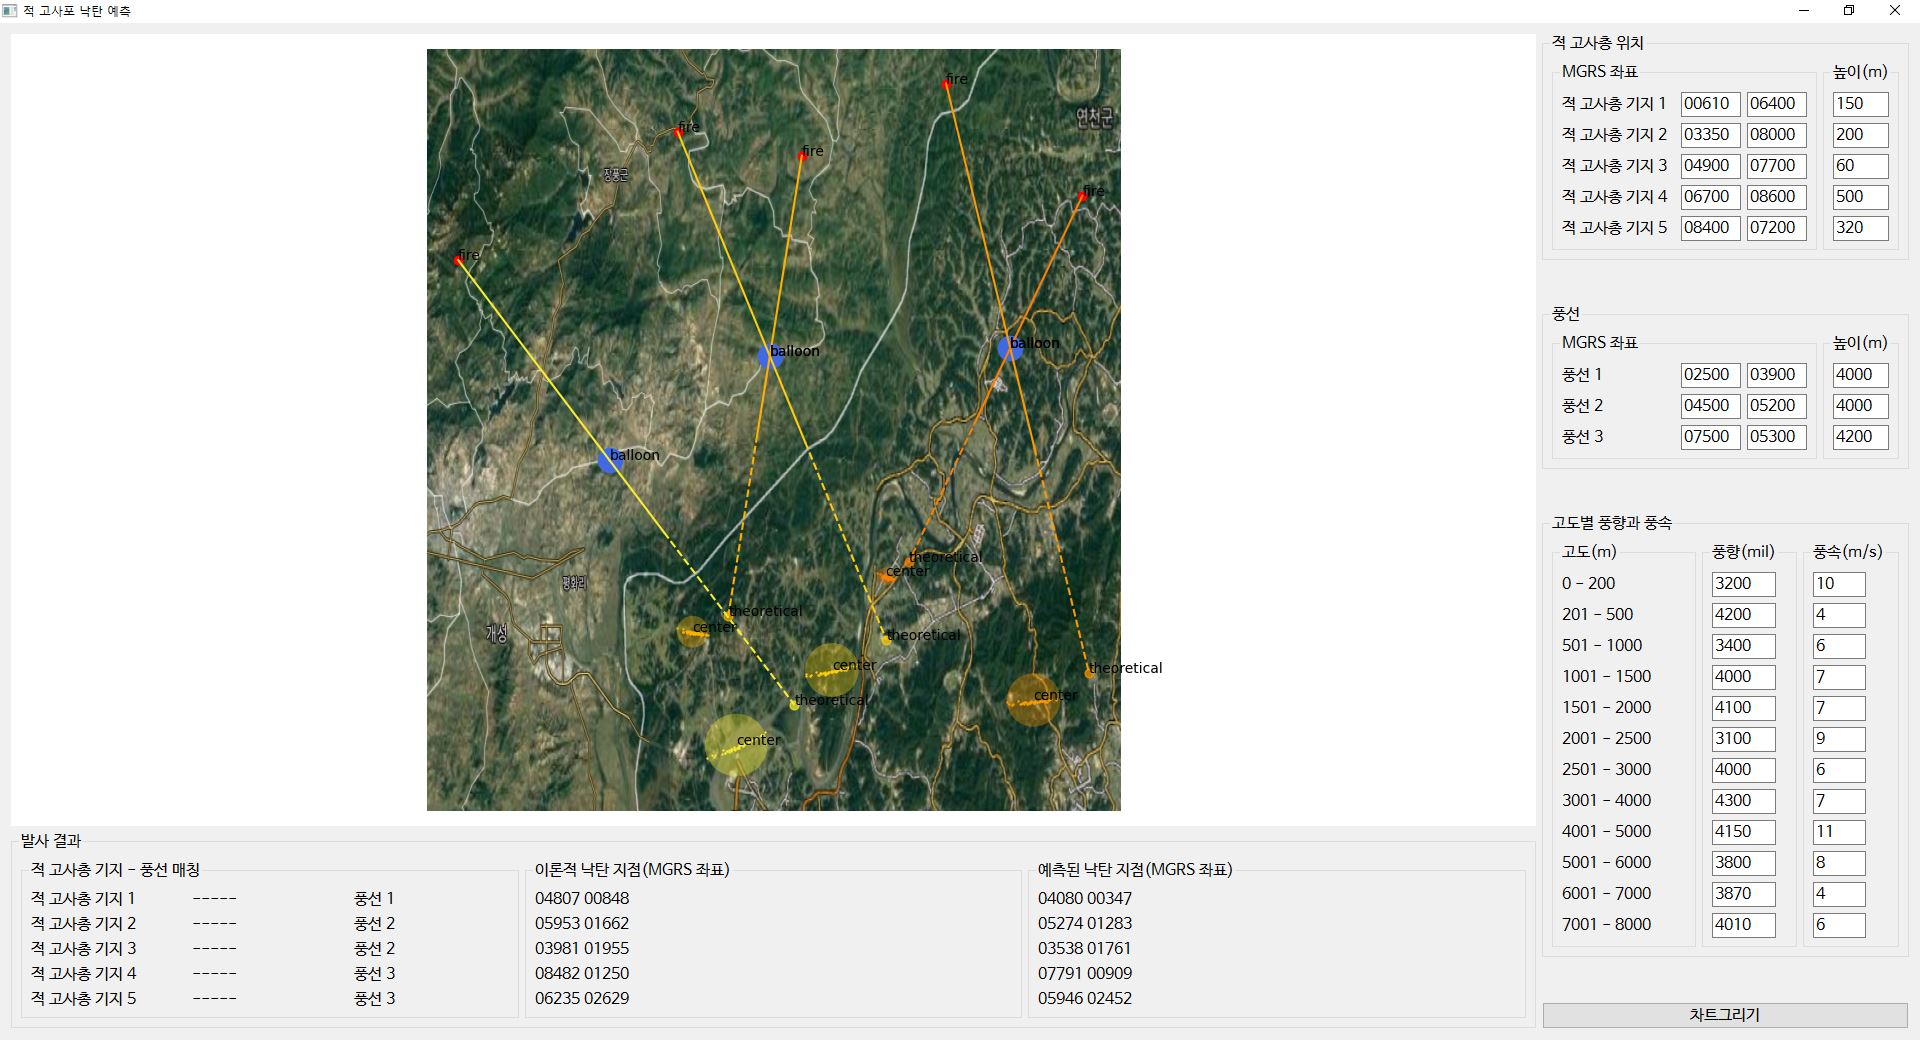 적 고사포 낙탄 예측
fire
연천군
fire
fire
장풍군
fire
fire
balloon
balloon
balloon
theoretical
center
평화리
theoretical
center
개성
theoretical
center
theoretical
center
theoretical
center
적 고사총 위치
MGRS 좌표 높이(m)
적 고사총 기지 1 00610 06400 150
적 고사총 기지 2 03350 08000 200
적 고사총 기지 3 04900 07700 60
적 고사총 기지 4 06700 08600 500
적 고사총 기지 5 08400 07200 320
풍선
MGRS 좌표 높이(m)
풍선 1 02500 03900 4000
풍선 2 04500 05200 4000
풍선 3 07500 05300 4200
고도별 풍향과 풍속
고도(m) 풍향(mil) 풍속(m/s)
0 - 200 3200 10
201 - 500 4200 4
501 - 1000 3400 6
1001 - 1500 4000 7
1501 - 2000 4100 7
2001 - 2500 3100 9
2501 - 3000 4000 6
3001 - 4000 4300 7
4001 - 5000 4150 11
5001 - 6000 3800 8
6001 - 7000 3870 4
7001 - 8000 4010 6
차트그리기
발사 결과
적 고사총 기지 - 풍선 매칭 이론적 낙탄 지점(MGRS 좌표) 예측된 낙탄 지점(MGRS 좌표)
적 고사총 기지 1 ----- 풍선 1 04807 00848 04080 00347
적 고사총 기지 2 ----- 풍선 2 05953 01662 05274 01283
적 고사총 기지 3 ----- 풍선 2 03981 01955 03538 01761
적 고사총 기지 4 ----- 풍선 3 08482 01250 07791 00909
적 고사총 기지 5 ----- 풍선 3 06235 02629 05946 02452